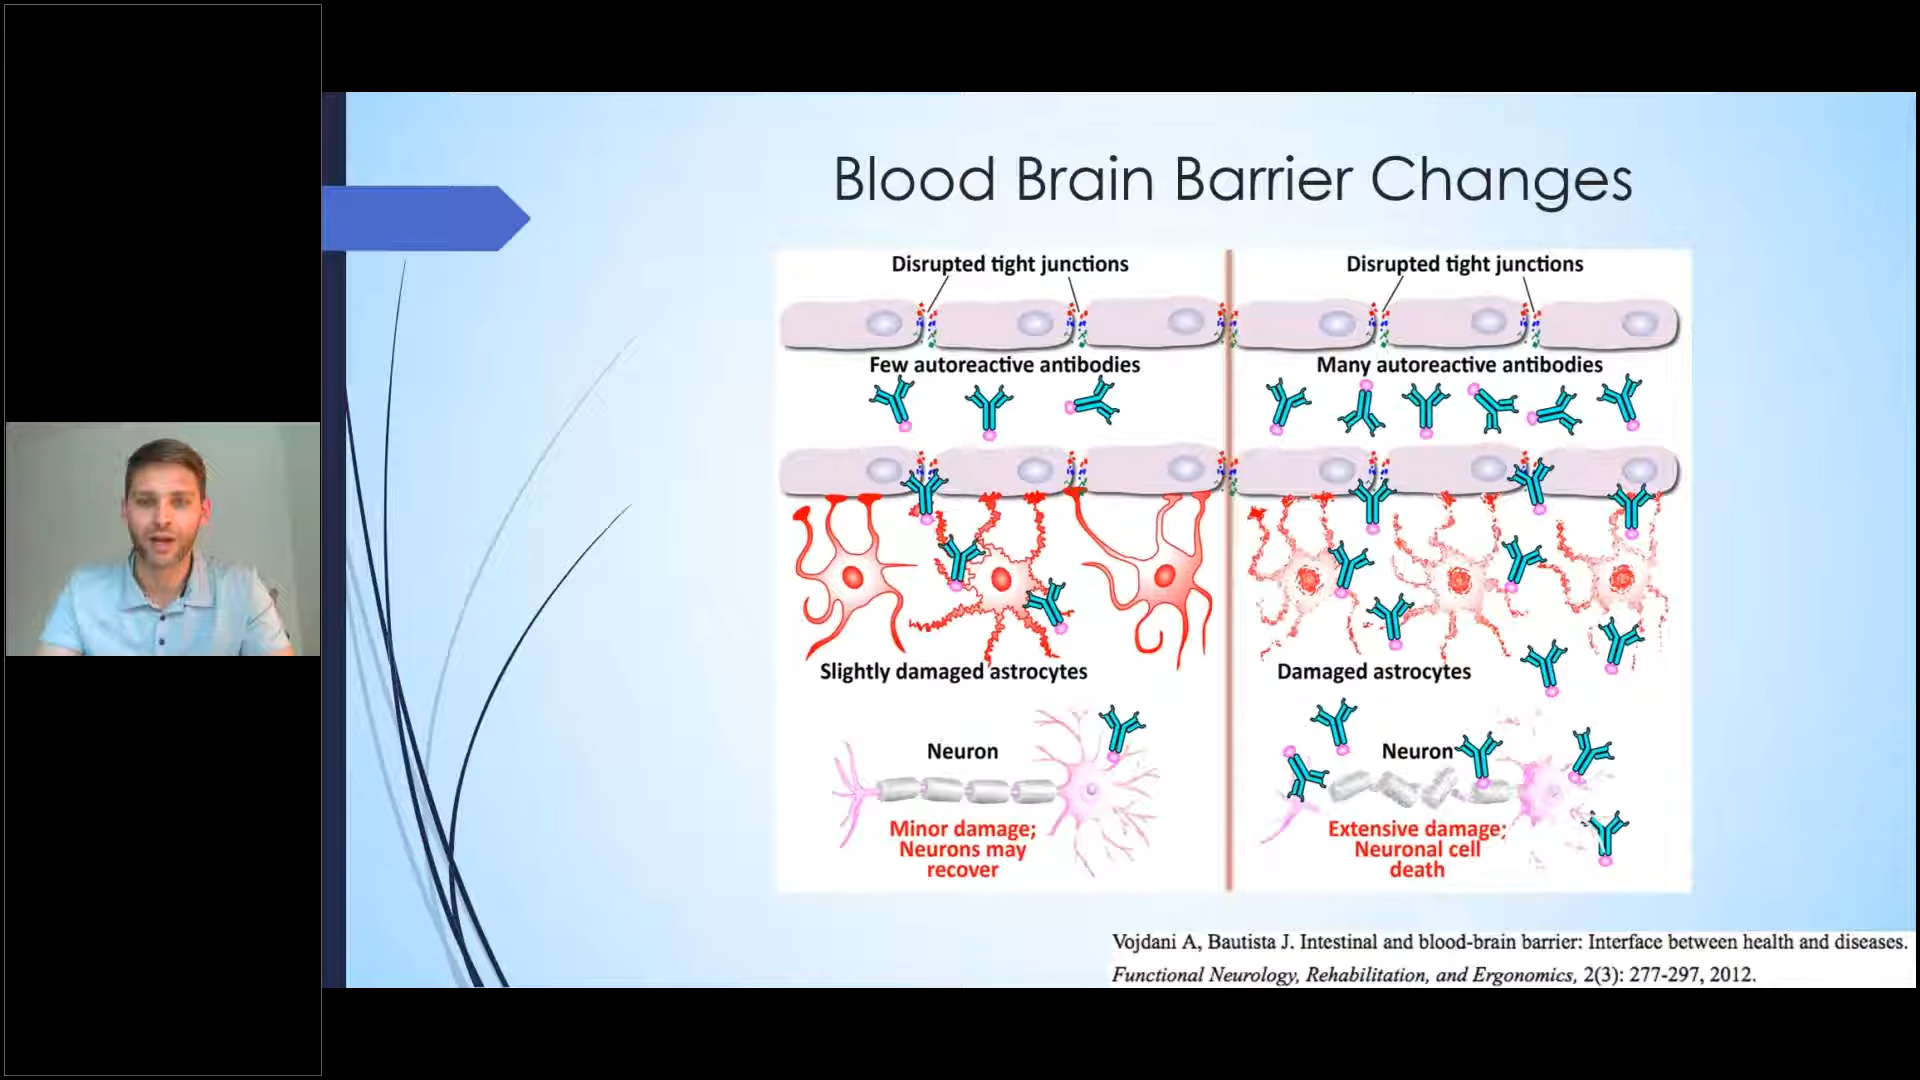 Blood Brain Barrier Changes
Disrupted tight junctions
Few autoreactive antibodies
Slightly damaged astrocytes
Neuron
Minor damage;
Neurons may
recover
Disrupted tight junctions
Many autoreactive antibodies
Damaged astrocytes
Neuron
Extensive damage;
Neuronal cell
death
Vojdani A, Bautista J. Intestinal and blood-brain barrier: Interface between health and diseases.
Functional Neurology, Rehabilitation, and Ergonomics, 2(3): 277-297, 2012.